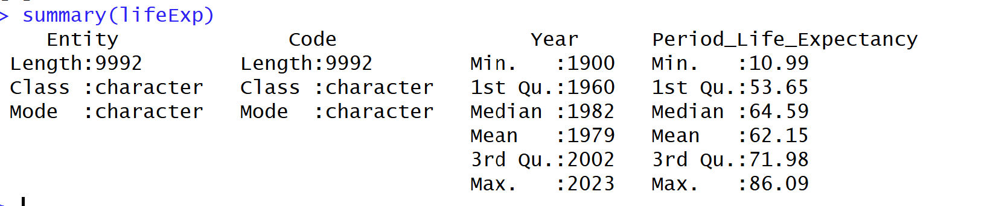 > summary(lifeExp)
    Entity              Code                Year      Period_Life_Expectancy
 Length:9992        Length:9992        Min.   :1900   Min.   :10.99
 Class :character   Class :character   1st Qu.:1960   1st Qu.:53.65
 Mode  :character   Mode  :character   Median :1982   Median :64.59
                                       Mean   :1979   Mean   :62.15
                                       3rd Qu.:2002   3rd Qu.:71.98
                                       Max.   :2023   Max.   :86.09
>